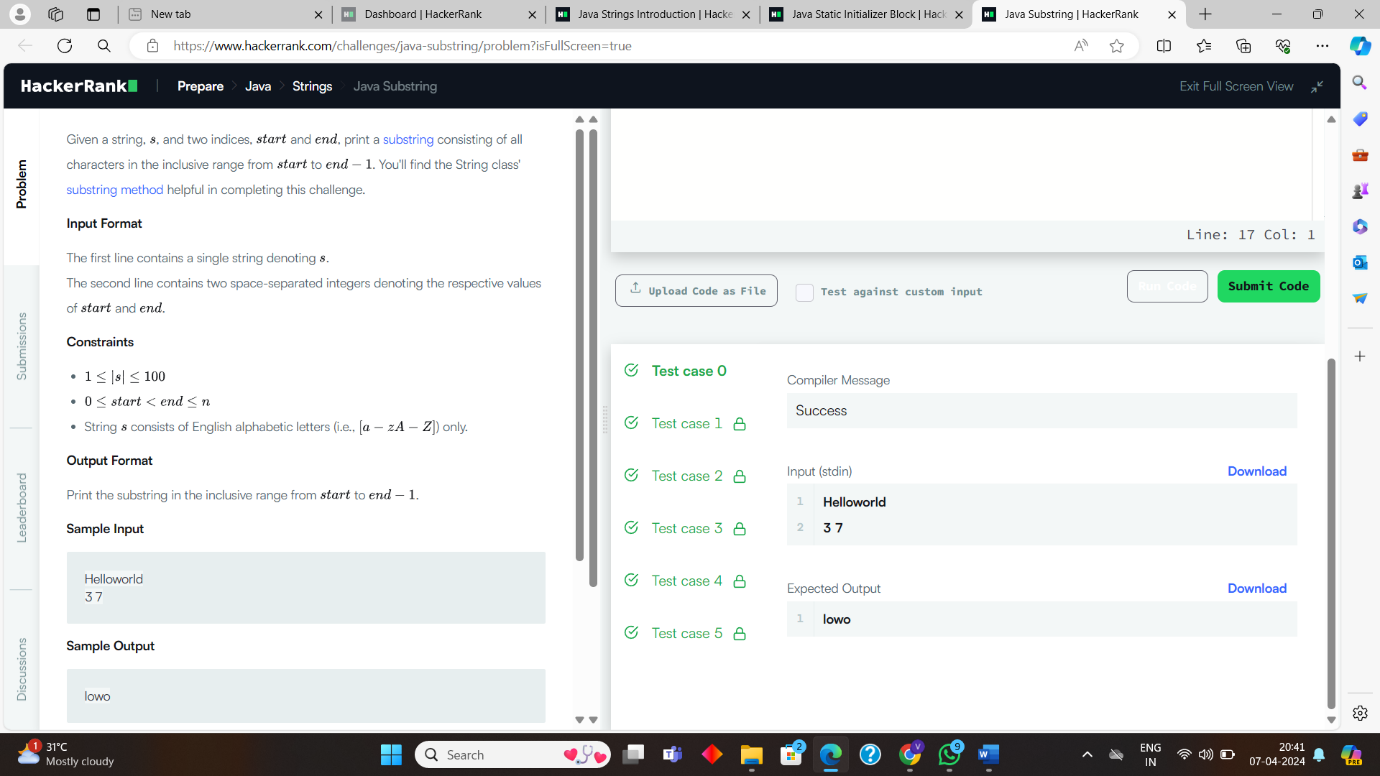 New tab
Dashboard | HackerRank
Java Strings Introduction | Hacke
Java Static Initializer Block | Hack
Java Substring | HackerRank
https://www.hackerrank.com/challenges/java-substring/problem?isFullScreen=true
HackerRank
Prepare
Java
Strings
Java Substring
Exit Full Screen View
Problem
Submissions
Leaderboard
Discussions
Given a string, s, and two indices, start and end, print a substring consisting of all
characters in the inclusive range from start to end − 1. You'll find the String class'
substring method helpful in completing this challenge.
Input Format
The first line contains a single string denoting s.
The second line contains two space-separated integers denoting the respective values
of start and end.
Constraints
• 1 ≤ |s| ≤ 100
• 0 ≤ start < end ≤ n
• String s consists of English alphabetic letters (i.e., [a − zA − Z]) only.
Output Format
Print the substring in the inclusive range from start to end − 1.
Sample Input
Helloworld
3 7
Sample Output
lowo
Line: 17 Col: 1
Upload Code as File
Test against custom input
Run Code
Submit Code
Test case 0
Test case 1
Test case 2
Test case 3
Test case 4
Test case 5
Compiler Message
Success
Input (stdin)
Download
1 Helloworld
2 3 7
Expected Output
Download
1 lowo
1
31°C
Mostly cloudy
Search
2
V
9
W
ENG
IN
20:41
07-04-2024
PRE